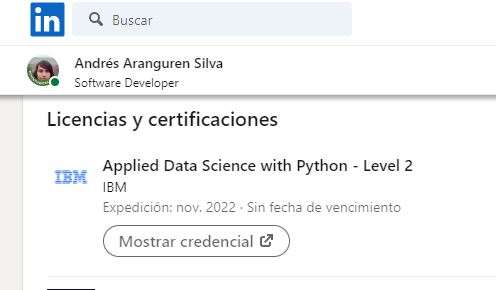 in
Buscar
Andrés Aranguren Silva
Software Developer
Licencias y certificaciones
IBM
Applied Data Science with Python - Level 2
IBM
Expedición: nov. 2022 · Sin fecha de vencimiento
Mostrar credencial